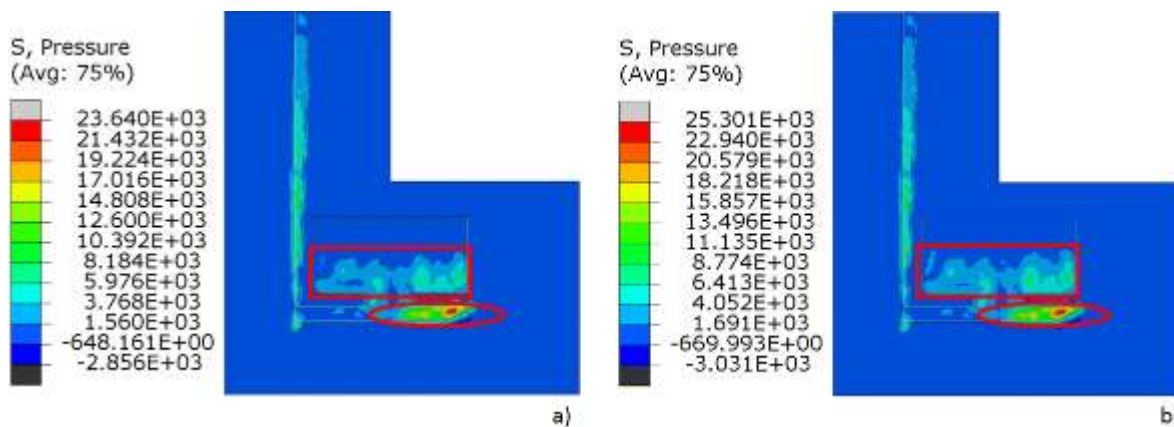 S, Pressure
(Avg: 75%)
23.640E+03
21.432E+03
19.224E+03
17.016E+03
14.808E+03
12.600E+03
10.392E+03
8.184E+03
5.976E+03
3.768E+03
1.560E+03
-648.161E+00
-2.856E+03
a)
S, Pressure
(Avg: 75%)
25.301E+03
22.940E+03
20.579E+03
18.218E+03
15.857E+03
13.496E+03
11.135E+03
8.774E+03
6.413E+03
4.052E+03
1.691E+03
-669.993E+00
-3.031E+03
b